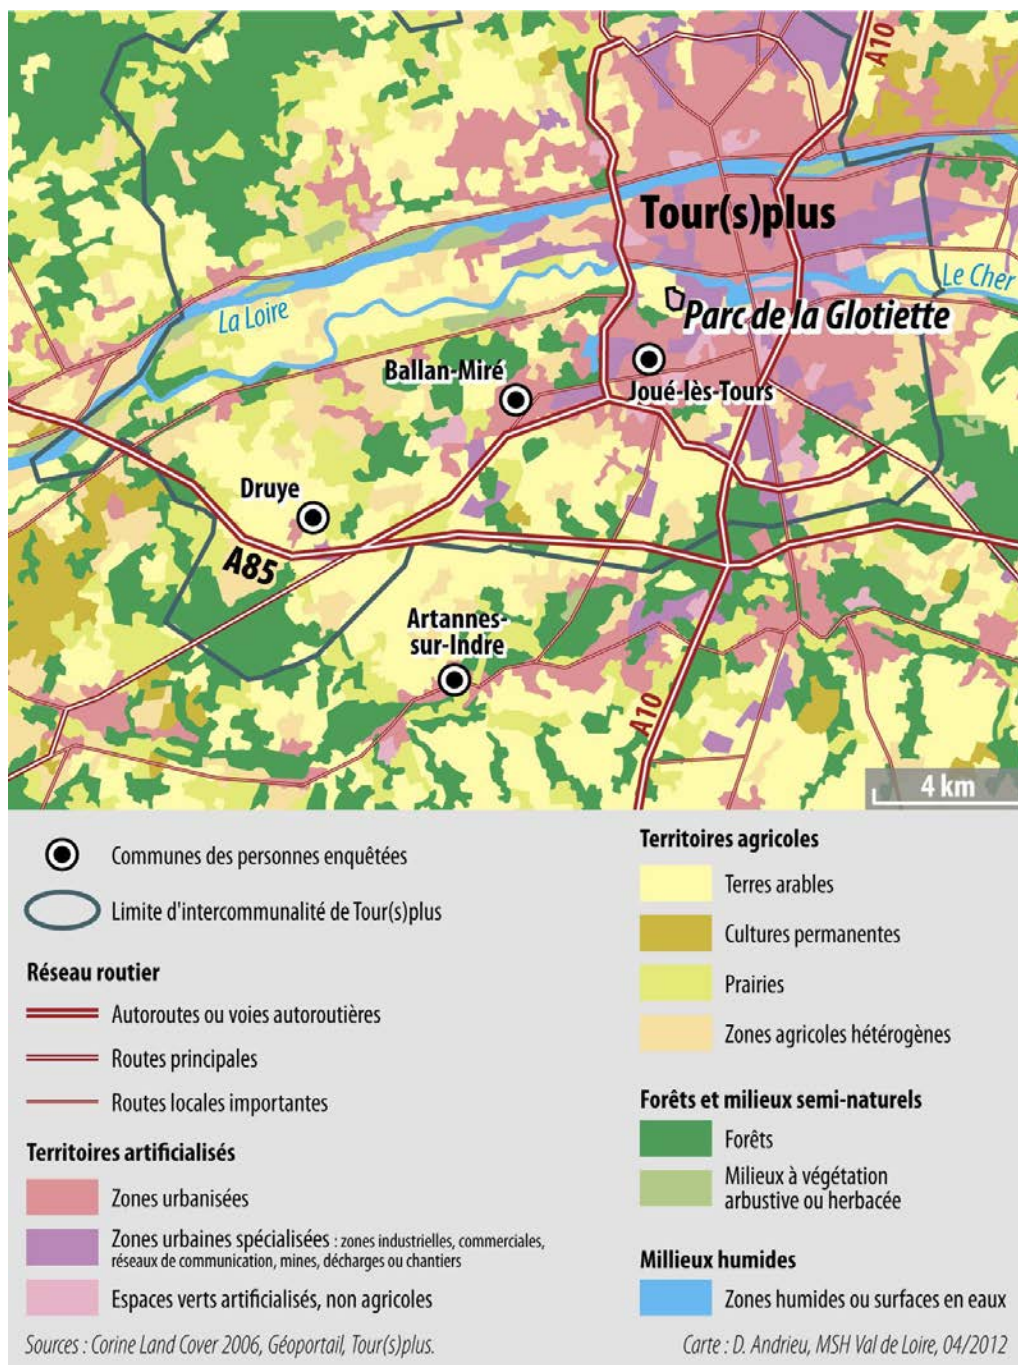 A10
Tour(s)plus
Le Cher
La Loire
Parc de la Glotiette
Ballan-Miré
Joué-lès-Tours
Druye
A85
Artannes-
sur-Indre
A10
4 km
Communes des personnes enquêtées
Limite d'intercommunalité de Tour(s)plus
Réseau routier
Autoroutes ou voies autoroutières
Routes principales
Routes locales importantes
Territoires artificialisés
Zones urbanisées
Zones urbaines spécialisées : zones industrielles, commerciales,
réseaux de communication, mines, décharges ou chantiers
Espaces verts artificialisés, non agricoles
Territoires agricoles
Terres arables
Cultures permanentes
Prairies
Zones agricoles hétérogènes
Forêts et milieux semi-naturels
Forêts
Milieux à végétation
arbustive ou herbacée
Millieux humides
Zones humides ou surfaces en eaux
Sources : Corine Land Cover 2006, Géoportail, Tour(s)plus.
Carte : D. Andrieu, MSH Val de Loire, 04/2012